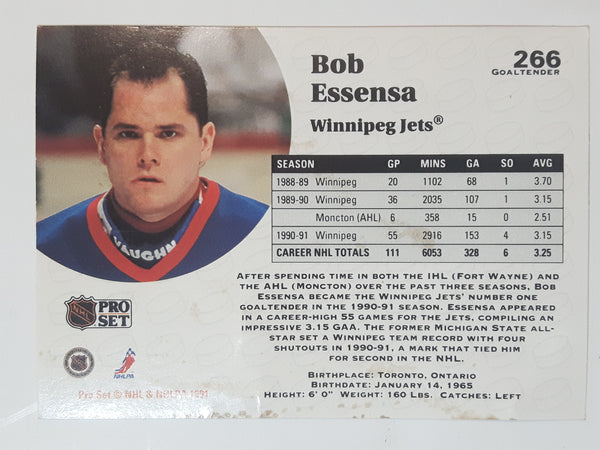 Bob
Essensa
266
GOALTENDER
Winnipeg Jets®
SEASON GP MINS GA SO AVG
1988-89 Winnipeg 20 1102 68 1 3.70
1989-90 Winnipeg 36 2035 107 1 3.15
Moncton (AHL) 6 358 15 0 2.51
1990-91 Winnipeg 55 2916 153 4 3.15
CAREER NHL TOTALS 111 6053 328 6 3.25
VAUGHN
AFTER SPENDING TIME IN BOTH THE IHL (FORT WAYNE) AND
THE AHL (MONCTON) OVER THE PAST THREE SEASONS, BOB
ESSENSA BECAME THE WINNIPEG JETS' NUMBER ONE
GOALTENDER IN THE 1990-91 SEASON. ESSENSA APPEARED
IN A CAREER-HIGH 55 GAMES FOR THE JETS, COMPILING AN
IMPRESSIVE 3.15 GAA. THE FORMER MICHIGAN STATE ALL-
STAR SET A WINNIPEG TEAM RECORD WITH FOUR
SHUTOUTS IN 1990-91, A MARK THAT TIED HIM
FOR SECOND IN THE NHL.
BIRTHPLACE: TORONTO, ONTARIO
BIRTHDATE: JANUARY 14, 1965
HEIGHT: 6' 0" WEIGHT: 160 LBS. CATCHES: LEFT
NHL
PRO
SET
NHL
NHLPA
Pro Set © NHL & NHLPA 1991